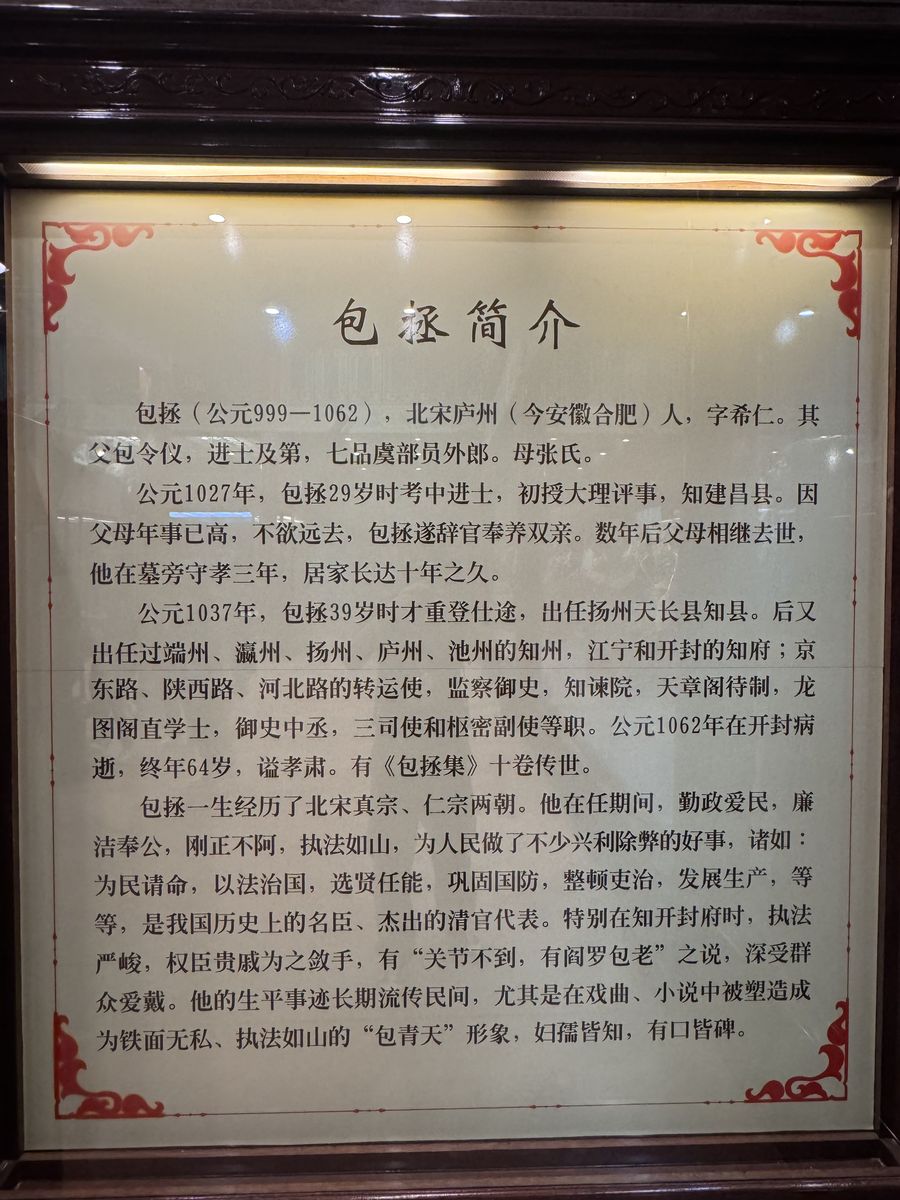 包拯简介
包拯（公元999—1062），北宋庐州（今安徽合肥）人，字希仁。其
父包令仪，进士及第，七品虞部员外郎。母张氏。
公元1027年，包拯29岁时考中进士，初授大理评事，知建昌县。因
父母年事已高，不欲远去，包拯遂辞官奉养双亲。数年后父母相继去世，
他在墓旁守孝三年，居家长达十年之久。
公元1037年，包拯39岁时才重登仕途，出任扬州天长县知县。后又
出任过端州、瀛州、扬州、庐州、池州的知州，江宁和开封的知府；京
东路、陕西路、河北路的转运使，监察御史，知谏院，天章阁待制，龙
图阁直学士，御史中丞，三司使和枢密副使等职。公元1062年在开封病
逝，终年64岁，谥孝肃。有《包拯集》十卷传世。
包拯一生经历了北宋真宗、仁宗两朝。他在任期间，勤政爱民，廉
洁奉公，刚正不阿，执法如山，为人民做了不少兴利除弊的好事，诸如：
为民请命，以法治国，选贤任能，巩固国防，整顿吏治，发展生产，等
等，是我国历史上的名臣、杰出的清官代表。特别在知开封府时，执法
严峻，权臣贵戚为之敛手，有“关节不到，有阎罗包老”之说，深受群
众爱戴。他的生平事迹长期流传民间，尤其是在戏曲、小说中被塑造成
为铁面无私、执法如山的“包青天”形象，妇孺皆知，有口皆碑。